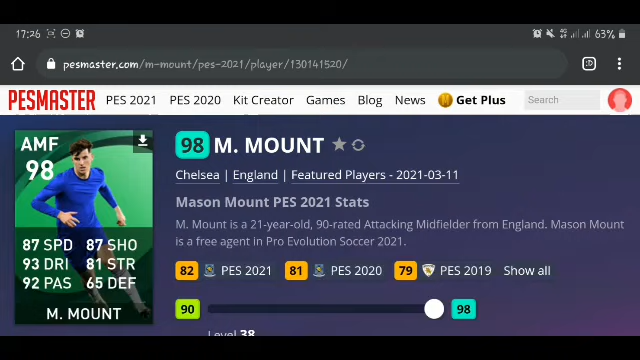 17:26 63%
pesmaster.com/m-mount/pes-2021/player/130141520/
PESMASTER PES 2021 PES 2020 Kit Creator Games Blog News Get Plus Search
AMF
98
87 SPD 87 SHO
93 DRI 81 STR
92 PAS 65 DEF
M. MOUNT
98 M. MOUNT
Chelsea | England | Featured Players - 2021-03-11
Mason Mount PES 2021 Stats
M. Mount is a 21-year-old, 90-rated Attacking Midfielder from England. Mason Mount
is a free agent in Pro Evolution Soccer 2021.
82 PES 2021 81 PES 2020 79 PES 2019 Show all
90 98
Level 38